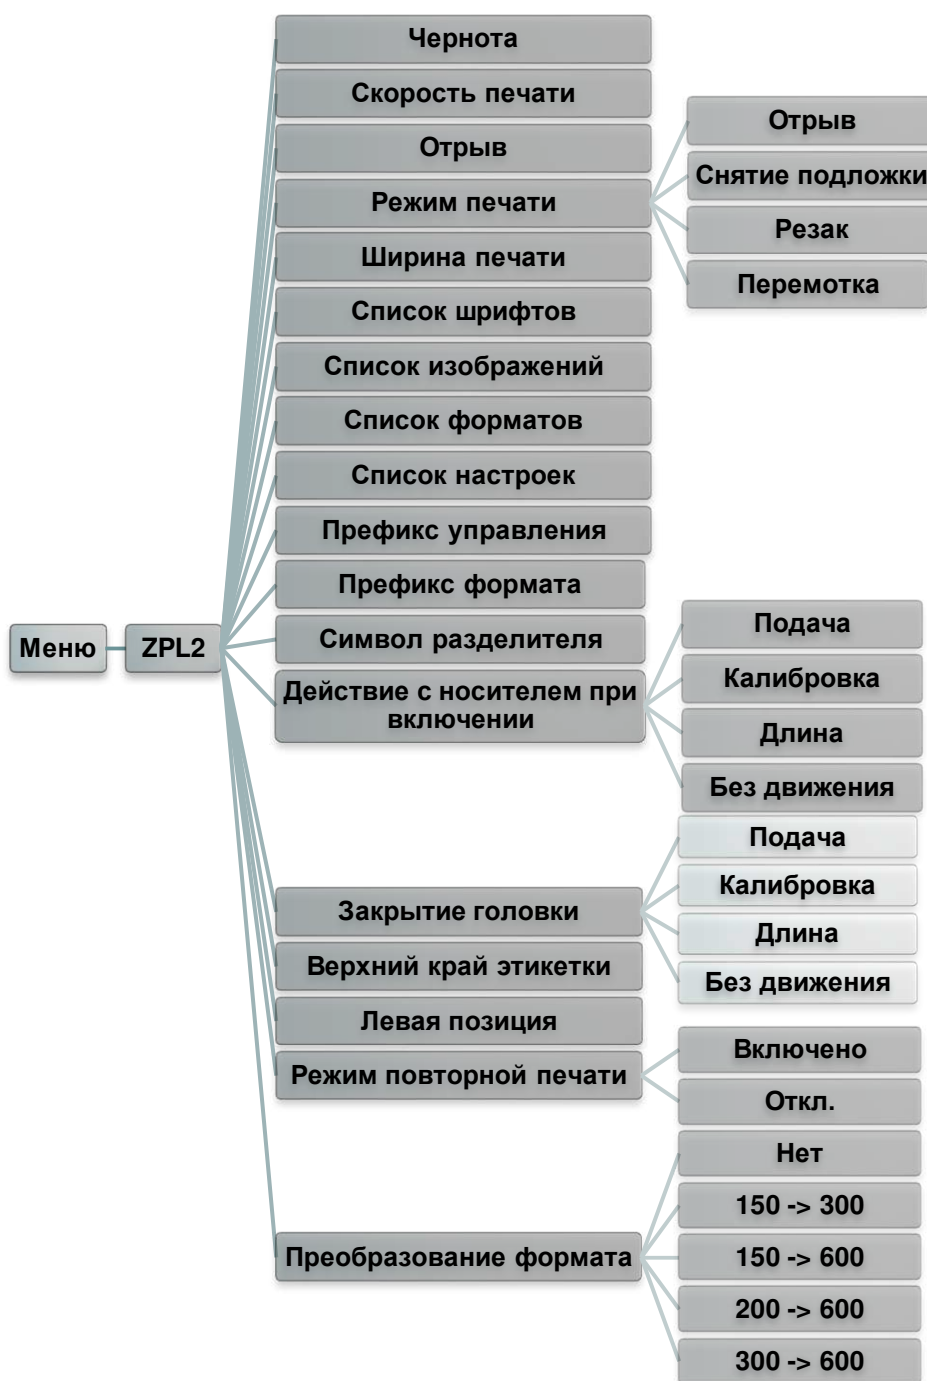 Меню
ZPL2
Чернота
Скорость печати
Отрыв
Режим печати
Отрыв
Снятие подложки
Резак
Перемотка
Ширина печати
Список шрифтов
Список изображений
Список форматов
Список настроек
Префикс управления
Префикс формата
Символ разделителя
Действие с носителем при
включении
Подача
Калибровка
Длина
Без движения
Закрытие головки
Подача
Калибровка
Длина
Без движения
Верхний край этикетки
Левая позиция
Режим повторной печати
Включено
Откл.
Преобразование формата
Нет
150 -> 300
150 -> 600
200 -> 600
300 -> 600